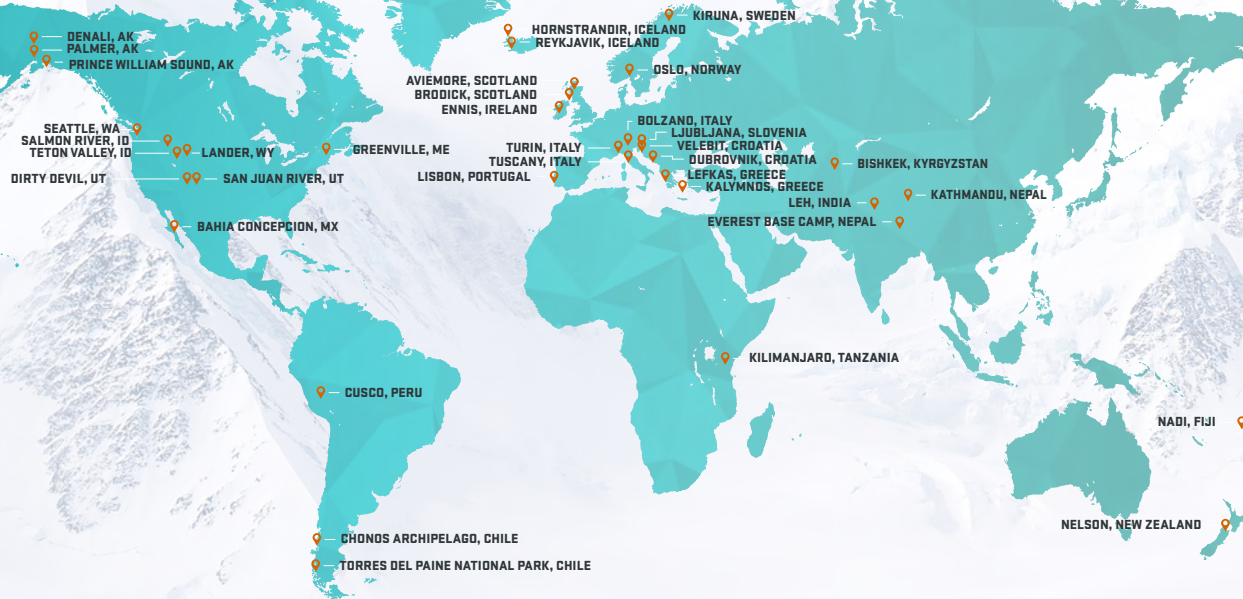 KIRUNA, SWEDEN
HORNSTRANDIR, ICELAND
REYKJAVIK, ICELAND
DENALI, AK
PALMER, AK
PRINCE WILLIAM SOUND, AK
OSLO, NORWAY
AVIEMORE, SCOTLAND
BRODICK, SCOTLAND
ENNIS, IRELAND
BOLZANO, ITALY
SEATTLE, WA
LJUBLJANA, SLOVENIA
SALMON RIVER, ID
VELEBIT, CROATIA
TURIN, ITALY
GREENVILLE, ME
TETON VALLEY, ID
LANDER, WY
DUBROVNIK, CROATIA
TUSCANY, ITALY
BISHKEK, KYRGYZSTAN
LEFKAS, GREECE
LISBON, PORTUGAL
DIRTY DEVIL, UT
SAN JUAN RIVER, UT
KALYMNOS, GREECE
KATHMANDU, NEPAL
LEH, INDIA
EVEREST BASE CAMP, NEPAL
BAHIA CONCEPCION, MX
KILIMANJARO, TANZANIA
CUSCO, PERU
NADI, FIJI
NELSON, NEW ZEALAND
CHONOS ARCHIPELAGO, CHILE
TORRES DEL PAINE NATIONAL PARK, CHILE